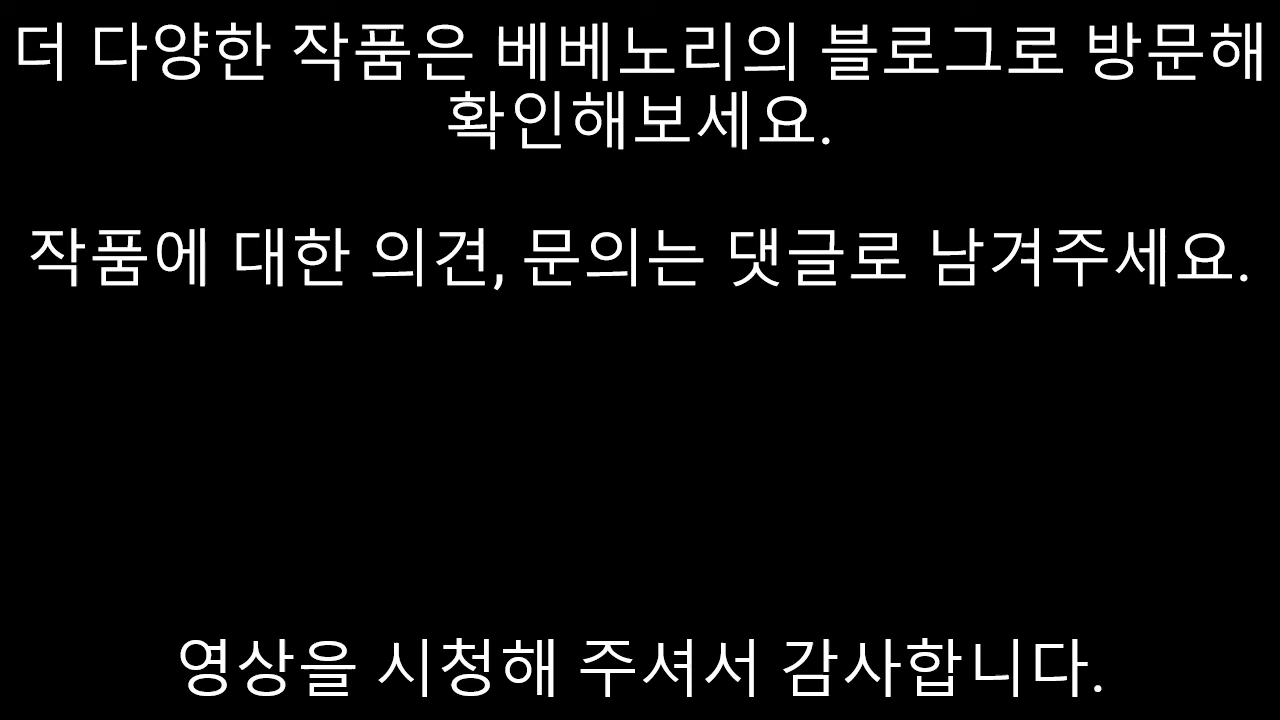 더 다양한 작품은 베베노리의 블로그로 방문해
확인해보세요.
작품에 대한 의견, 문의는 댓글로 남겨주세요.
영상을 시청해 주셔서 감사합니다.